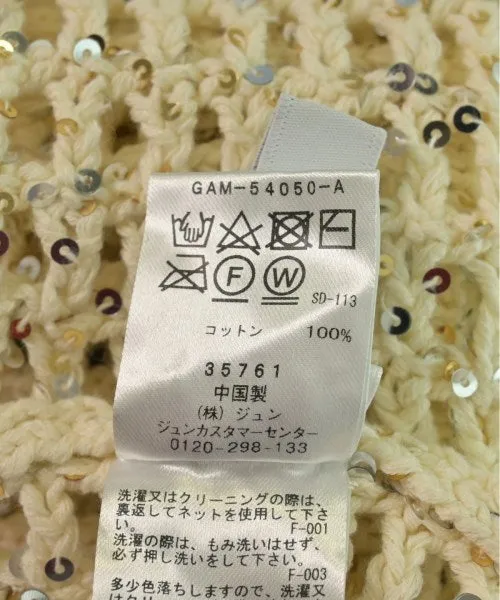 GAM-54050-A
F W
SD-113
コットン 100%
35761
中国製
(株) ジュン
ジュンカスタマーセンター
0120-298-133
洗濯又はクリーニングの際は、
裏返してネットを使用して下さ
い。 F-001
洗濯の際は、もみ洗いはせず、
必ず押し洗いをして下さい。
F-003
多少色落ちしますので、洗濯